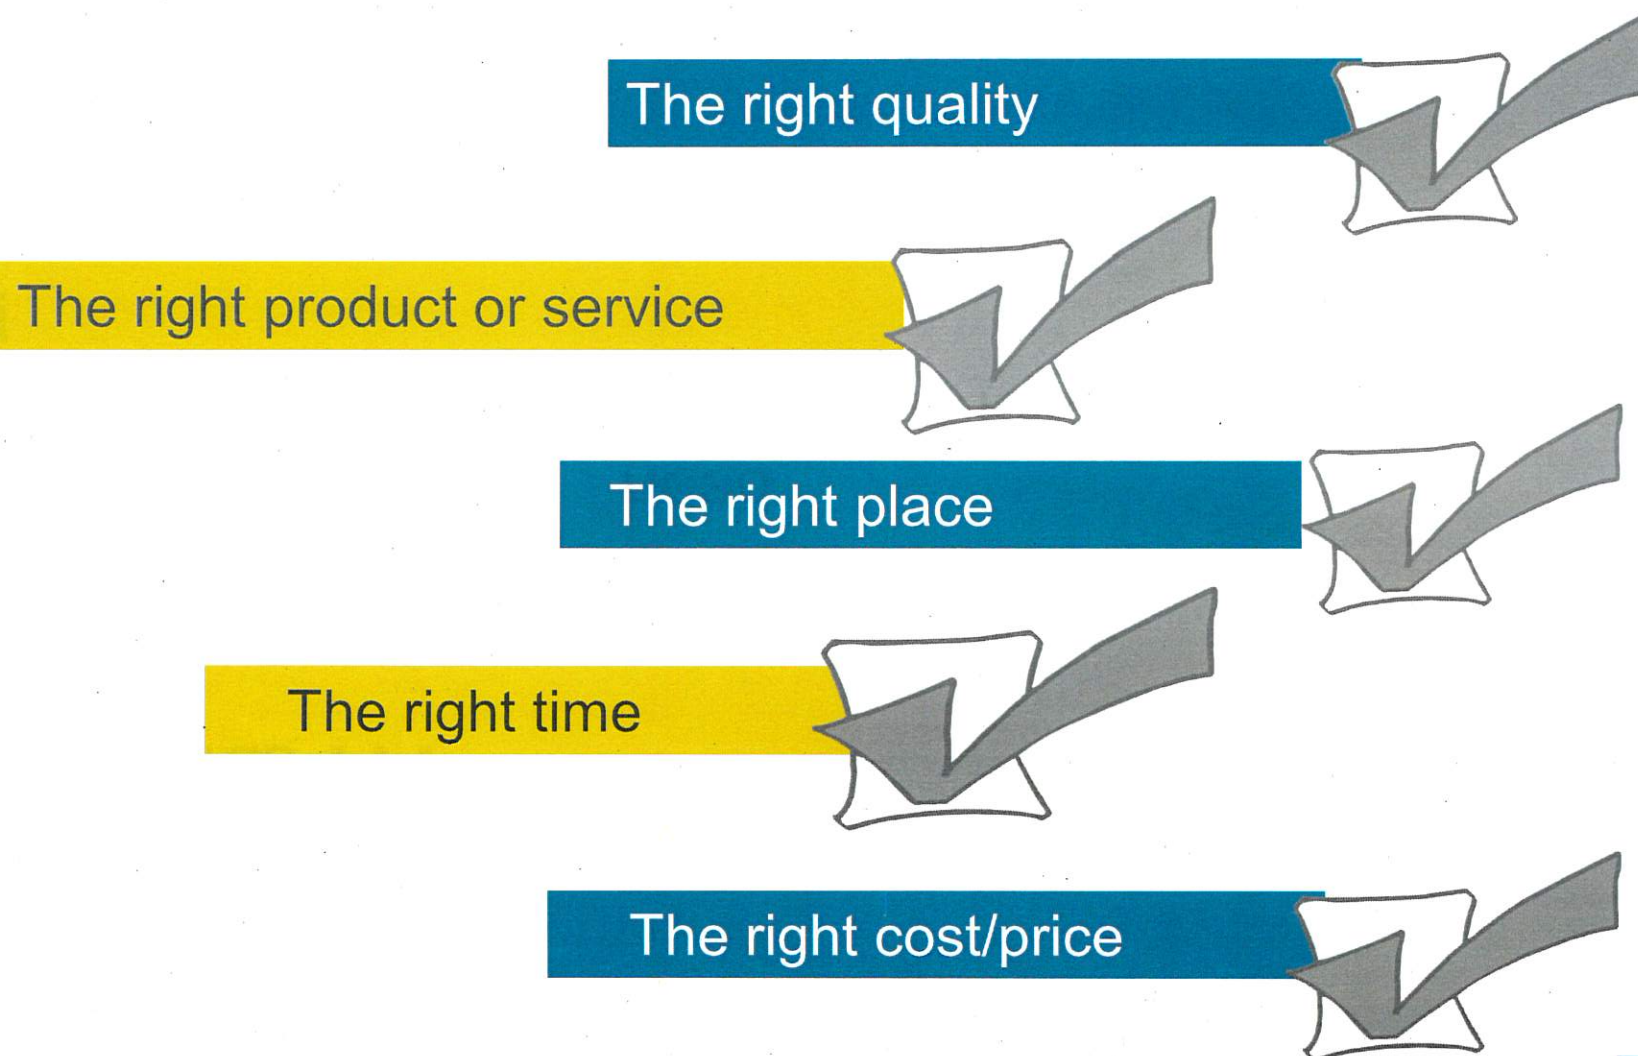 The right quality
The right product or service
The right place
The right time
The right cost/price